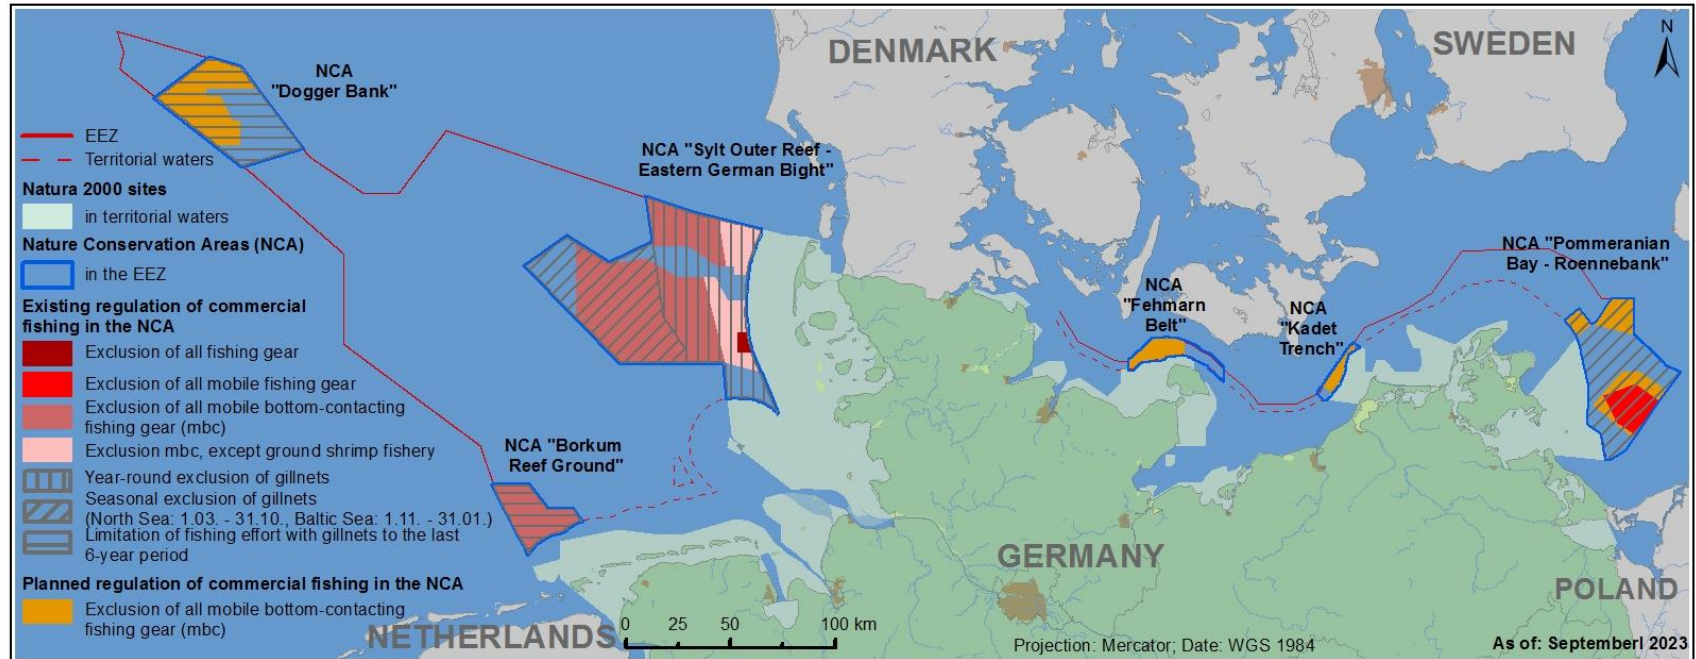 DENMARK
SWEDEN
N
NCA
"Dogger Bank"
EEZ
Territorial waters
Natura 2000 sites
in territorial waters
Nature Conservation Areas (NCA)
in the EEZ
Existing regulation of commercial
fishing in the NCA
Exclusion of all fishing gear
Exclusion of all mobile fishing gear
Exclusion of all mobile bottom-contacting
fishing gear (mbc)
Exclusion mbc, except ground shrimp fishery
Year-round exclusion of gillnets
Seasonal exclusion of gillnets
(North Sea: 1.03. - 31.10., Baltic Sea: 1.11. - 31.01.)
Limitation of fishing effort with gillnets to the last
6-year period
Planned regulation of commercial fishing in the NCA
Exclusion of all mobile bottom-contacting
fishing gear (mbc)
NCA "Sylt Outer Reef -
Eastern German Bight"
NCA "Borkum
Reef Ground"
NCA
"Fehmarn
Belt"
NCA
"Kadet
Trench"
NCA "Pommeranian
Bay - Roennebank"
GERMANY
POLAND
NETHERLANDS
0 25 50 100 km
Projection: Mercator; Date: WGS 1984
As of: Septemberl 2023